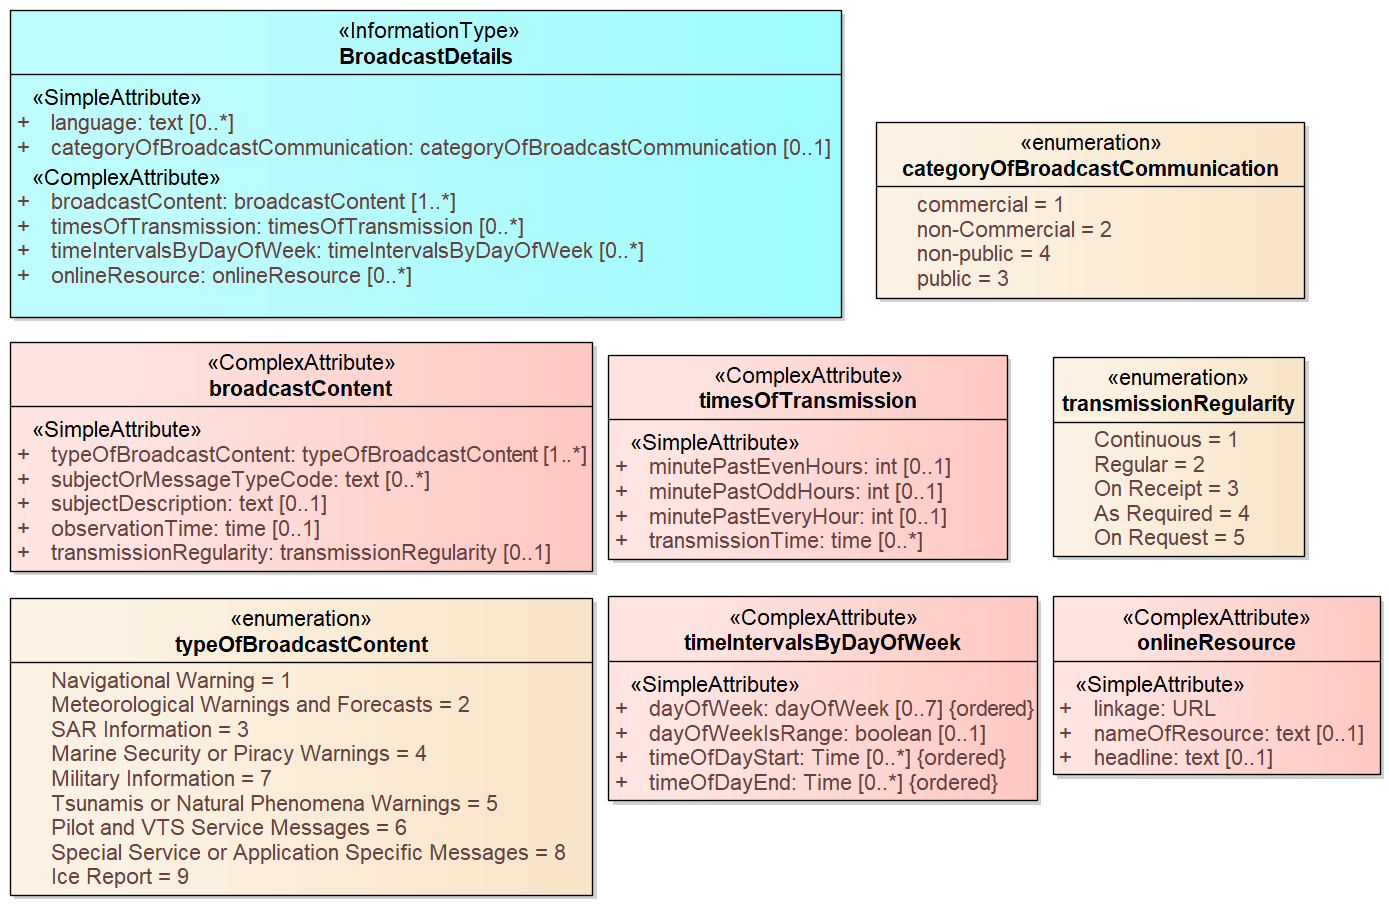 «InformationType»
BroadcastDetails
«SimpleAttribute»
+ language: text [0..*]
+ categoryOfBroadcastCommunication: categoryOfBroadcastCommunication [0..1]
«ComplexAttribute»
+ broadcastContent: broadcastContent [1..*]
+ timesOfTransmission: timesOfTransmission [0..*]
+ timeIntervalsByDayOfWeek: timeIntervalsByDayOfWeek [0..*]
+ onlineResource: onlineResource [0..*]
«enumeration»
categoryOfBroadcastCommunication
commercial = 1
non-Commercial = 2
non-public = 4
public = 3
«ComplexAttribute»
broadcastContent
«SimpleAttribute»
+ typeOfBroadcastContent: typeOfBroadcastContent [1..*]
+ subjectOrMessageTypeCode: text [0..*]
+ subjectDescription: text [0..1]
+ observationTime: time [0..1]
+ transmissionRegularity: transmissionRegularity [0..1]
«ComplexAttribute»
timesOfTransmission
«SimpleAttribute»
+ minutePastEvenHours: int [0..1]
+ minutePastOddHours: int [0..1]
+ minutePastEveryHour: int [0..1]
+ transmissionTime: time [0..*]
«enumeration»
transmissionRegularity
Continuous = 1
Regular = 2
On Receipt = 3
As Required = 4
On Request = 5
«enumeration»
typeOfBroadcastContent
Navigational Warning = 1
Meteorological Warnings and Forecasts = 2
SAR Information = 3
Marine Security or Piracy Warnings = 4
Military Information = 7
Tsunamis or Natural Phenomena Warnings = 5
Pilot and VTS Service Messages = 6
Special Service or Application Specific Messages = 8
Ice Report = 9
«ComplexAttribute»
timeIntervalsByDayOfWeek
«SimpleAttribute»
+ dayOfWeek: dayOfWeek [0..7] {ordered}
+ dayOfWeekIsRange: boolean [0..1]
+ timeOfDayStart: Time [0..*] {ordered}
+ timeOfDayEnd: Time [0..*] {ordered}
«ComplexAttribute»
onlineResource
«SimpleAttribute»
+ linkage: URL
+ nameOfResource: text [0..1]
+ headline: text [0..1]